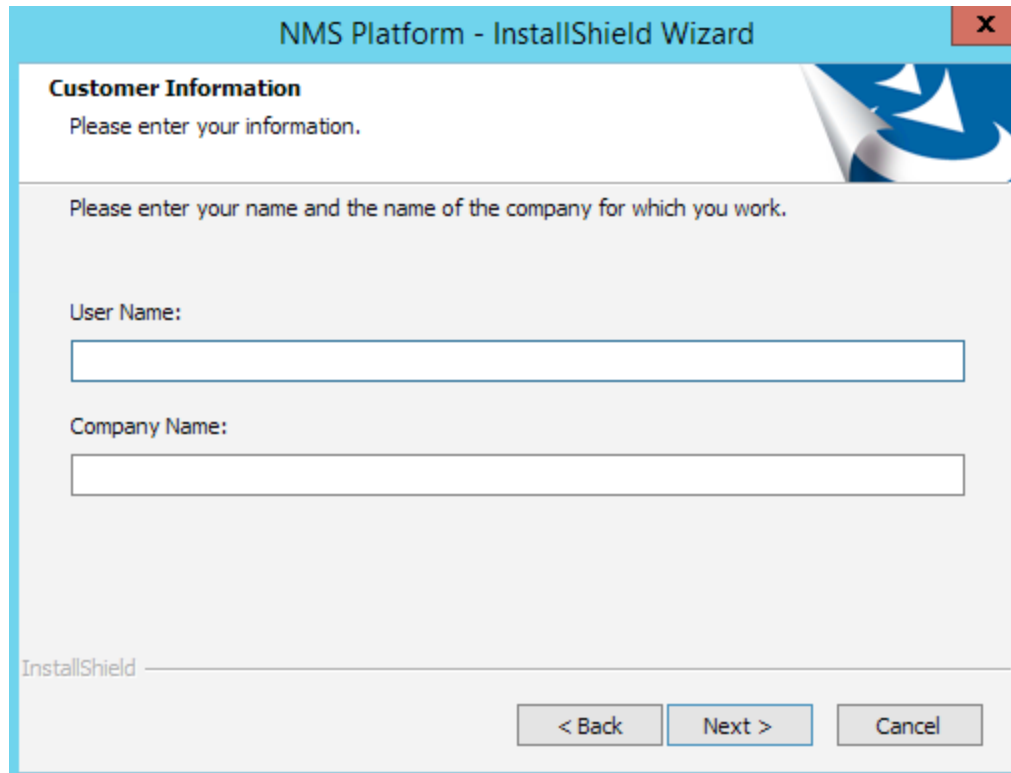 NMS Platform - InstallShield Wizard
x
Customer Information
Please enter your information.
Please enter your name and the name of the company for which you work.
User Name:
Company Name:
InstallShield
< Back Next > Cancel